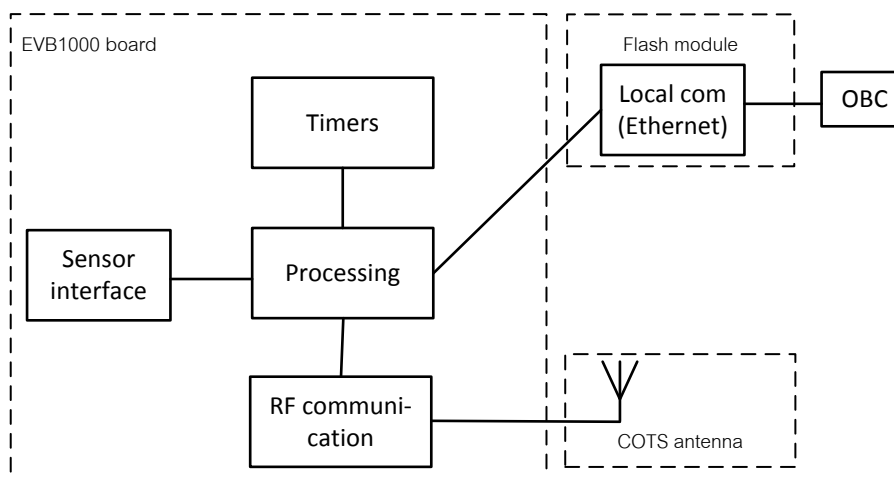 EVB1000 board
Flash module
Local com
(Ethernet)
OBC
Timers
Sensor
interface
Processing
RF communi-
cation
COTS antenna